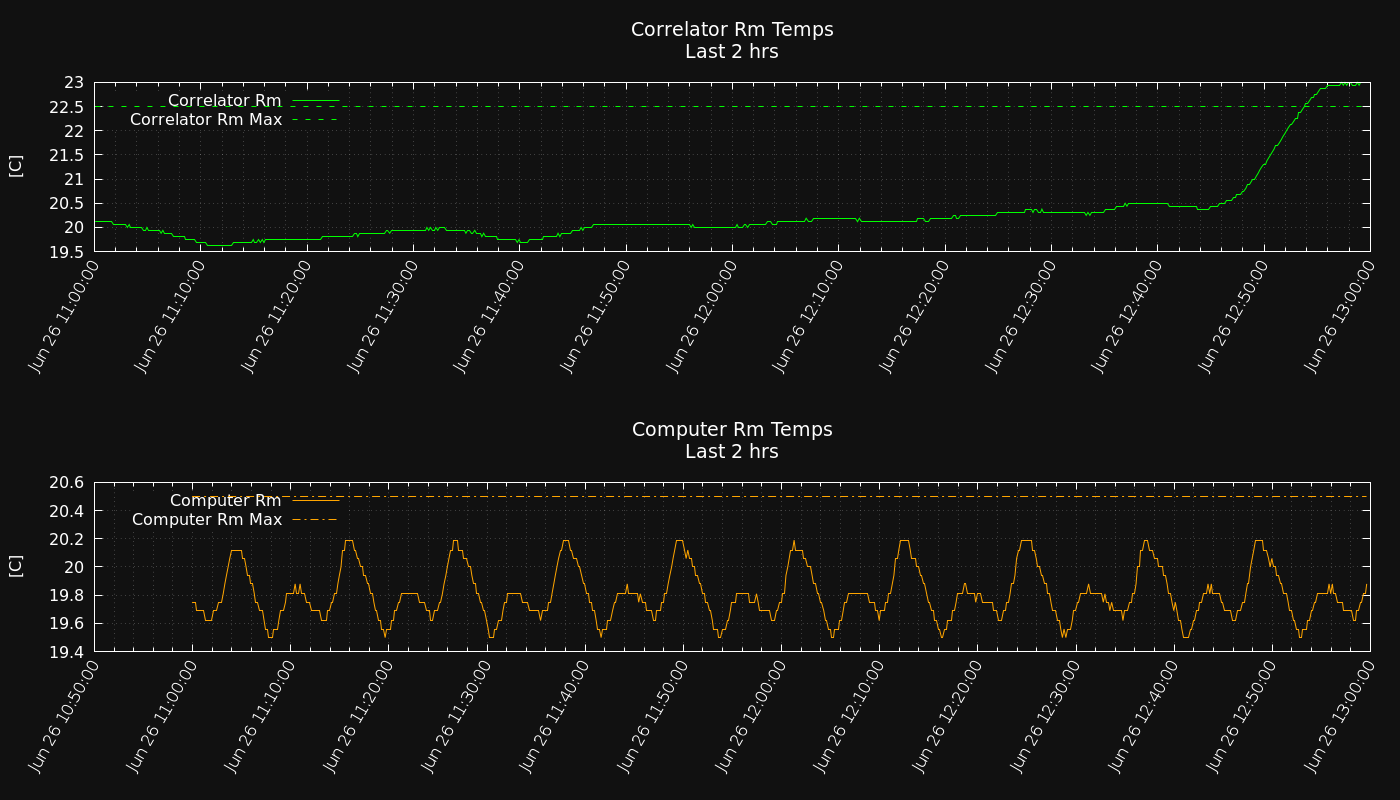 Correlator Rm Temps
Last 2 hrs
23
22.5
22
21.5
21
20.5
20
19.5
[C]
Correlator Rm
Correlator Rm Max
Jun 26 11:00:00
Jun 26 11:10:00
Jun 26 11:20:00
Jun 26 11:30:00
Jun 26 11:40:00
Jun 26 11:50:00
Jun 26 12:00:00
Jun 26 12:10:00
Jun 26 12:20:00
Jun 26 12:30:00
Jun 26 12:40:00
Jun 26 12:50:00
Jun 26 13:00:00
Computer Rm Temps
Last 2 hrs
20.6
20.4
20.2
20
19.8
19.6
19.4
[C]
Computer Rm
Computer Rm Max
Jun 26 10:50:00
Jun 26 11:00:00
Jun 26 11:10:00
Jun 26 11:20:00
Jun 26 11:30:00
Jun 26 11:40:00
Jun 26 11:50:00
Jun 26 12:00:00
Jun 26 12:10:00
Jun 26 12:20:00
Jun 26 12:30:00
Jun 26 12:40:00
Jun 26 12:50:00
Jun 26 13:00:00